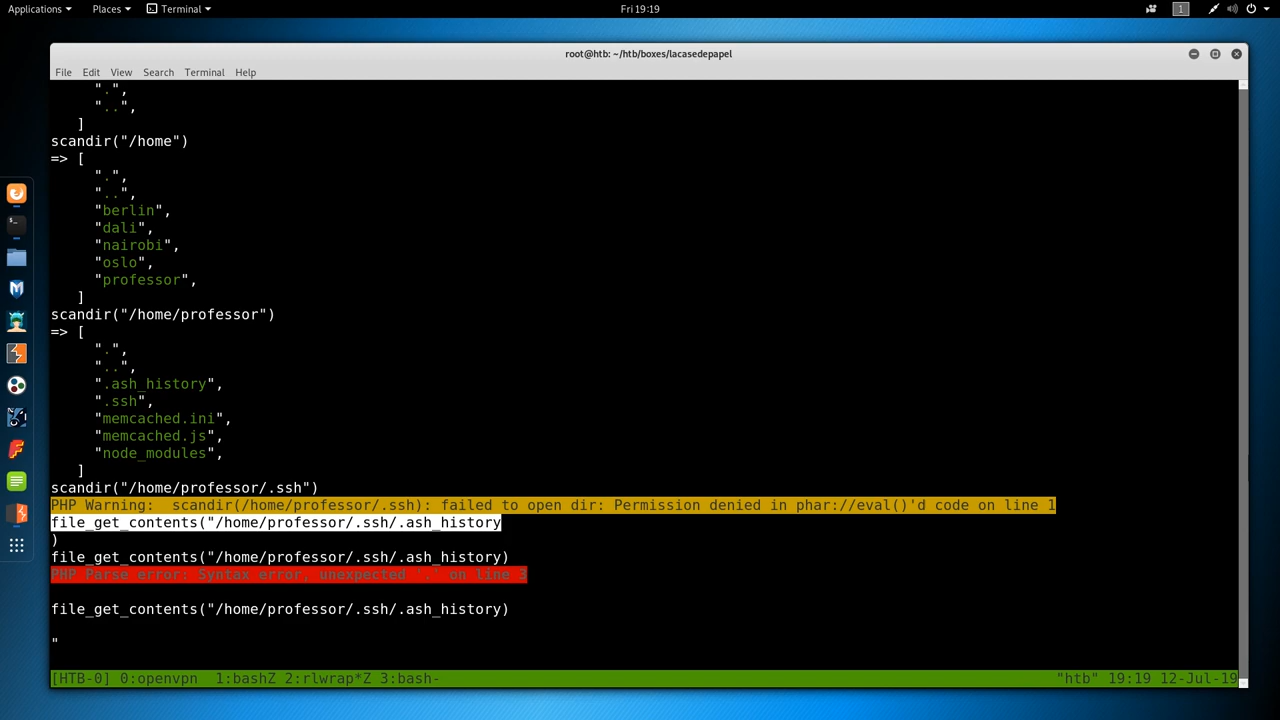 Applications Places Terminal Fri 19:19 1
root@htb: ~/htb/boxes/lacasedepapel
File Edit View Search Terminal Help
".",
"..",
]
scandir("/home")
=> [
".",
"..",
"berlin",
"dali",
"nairobi",
"oslo",
"professor",
]
scandir("/home/professor")
=> [
".",
"..",
".ash_history",
".ssh",
"memcached.ini",
"memcached.js",
"node_modules",
]
scandir("/home/professor/.ssh")
PHP Warning:  scandir(/home/professor/.ssh): failed to open dir: Permission denied in phar://eval()'d code on line 1
file_get_contents("/home/professor/.ssh/.ash_history
)
file_get_contents("/home/professor/.ssh/.ash_history)
PHP Parse error: Syntax error, unexpected '.' on line 3
file_get_contents("/home/professor/.ssh/.ash_history)
"
[HTB-0] 0:openvpn  1:bashZ 2:rlwrap*Z 3:bash- "htb" 19:19 12-Jul-19